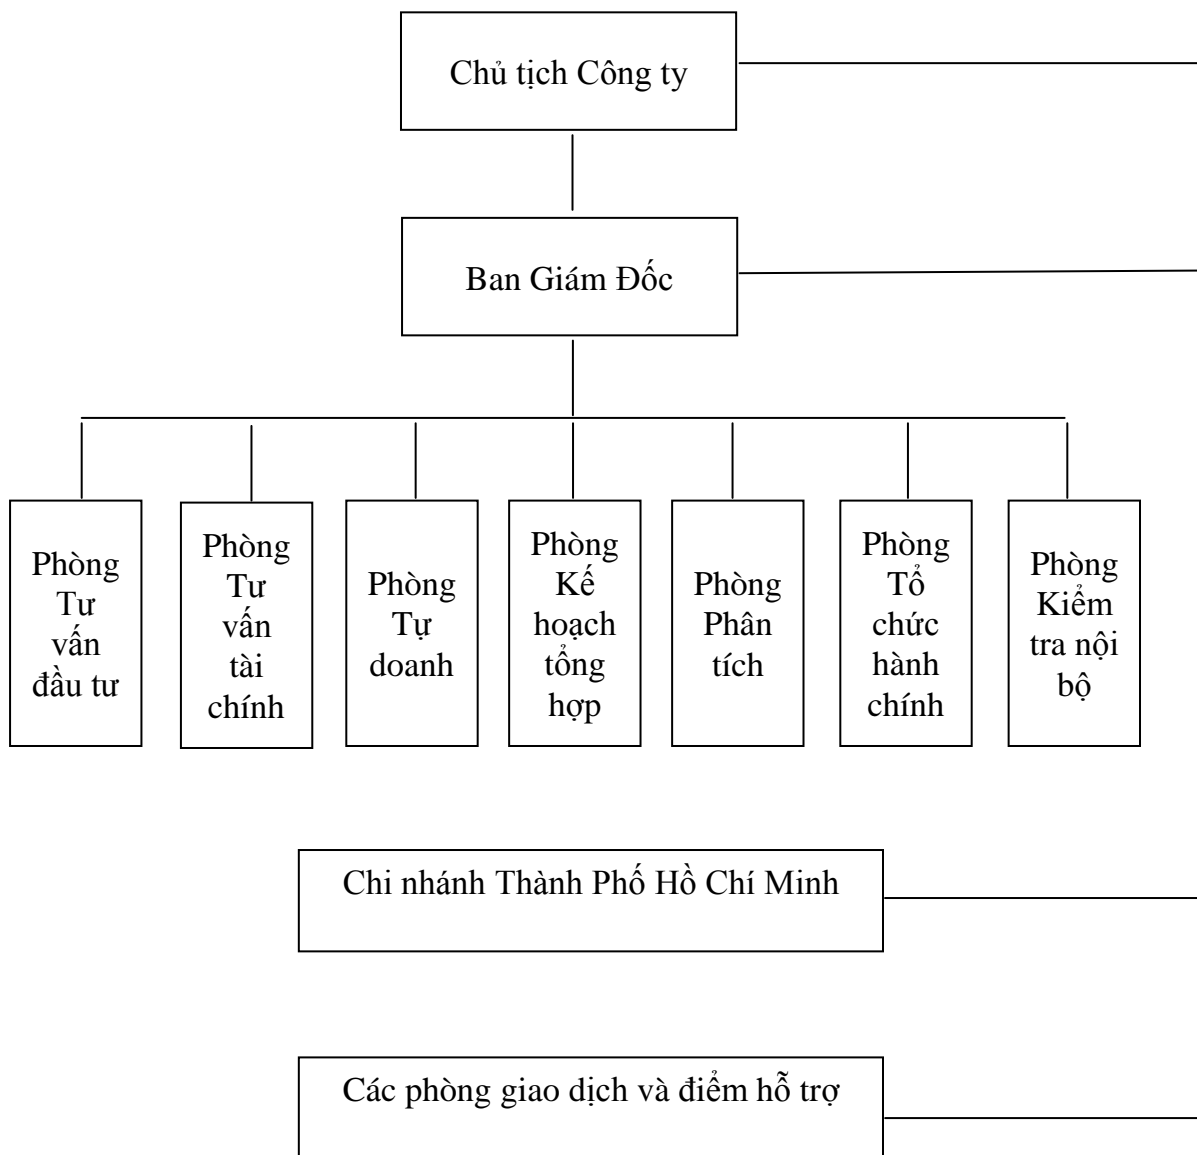 Chủ tịch Công ty
Ban Giám Đốc
Phòng
Tư
vấn
đầu tư
Phòng
Tư
vấn
tài
chính
Phòng
Tự
doanh
Phòng
Kế
hoạch
tổng
hợp
Phòng
Phân
tích
Phòng
Tổ
chức
hành
chính
Phòng
Kiểm
tra nội
bộ
Chi nhánh Thành Phố Hồ Chí Minh
Các phòng giao dịch và điểm hỗ trợ